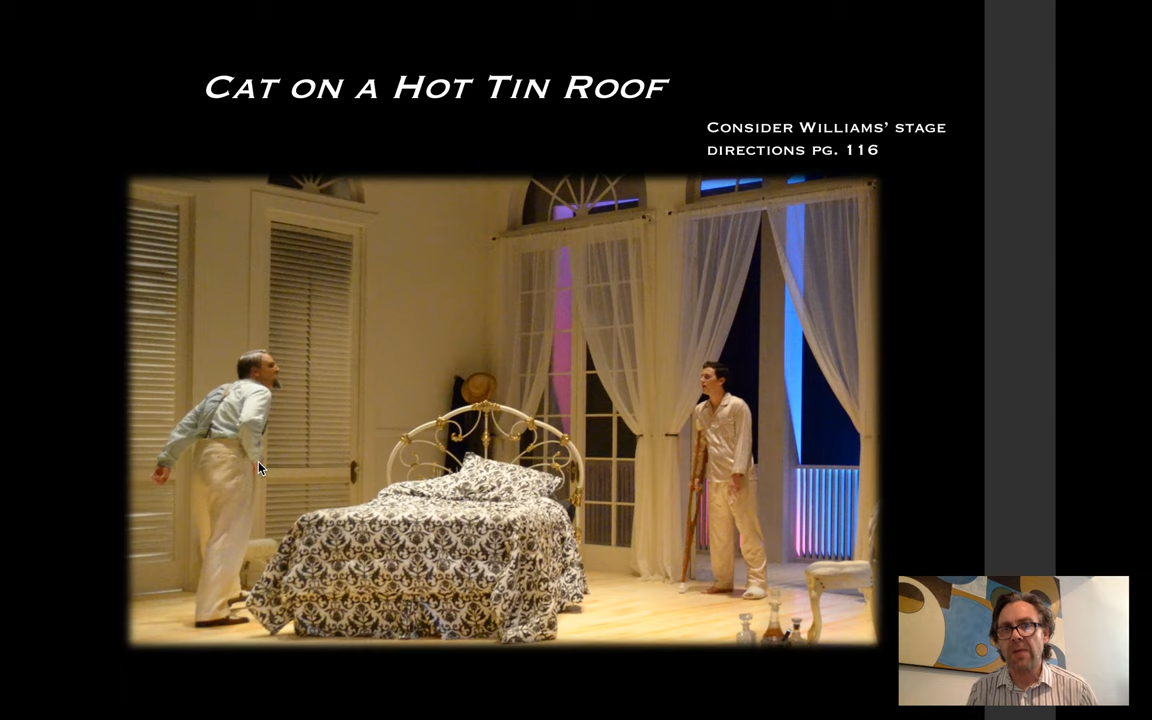 Cat on a Hot Tin Roof
Consider Williams’ stage
directions pg. 116